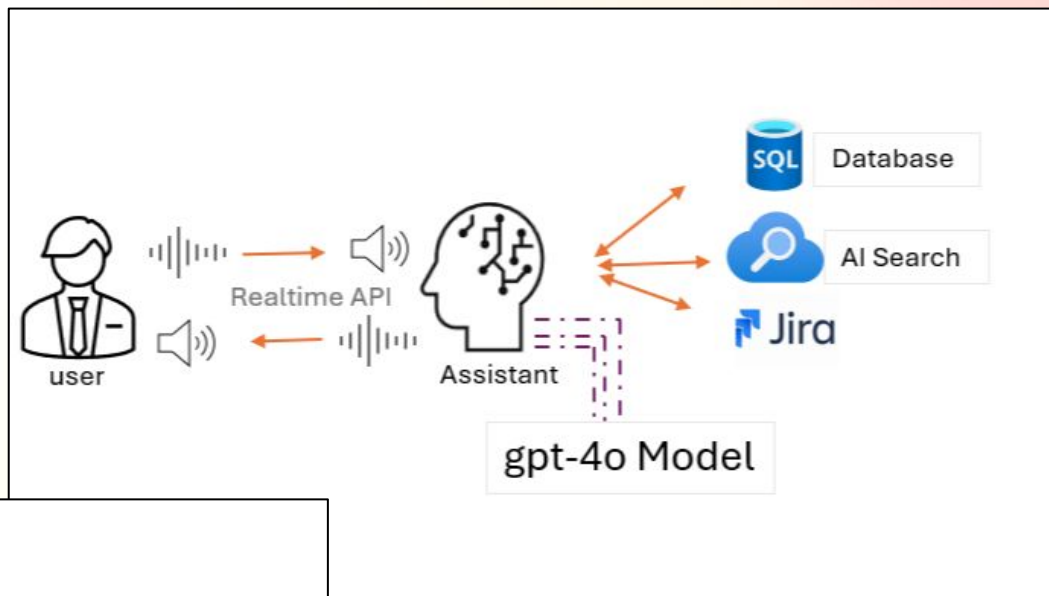 SQL
Database
AI Search
Realtime API
Jira
user
Assistant
gpt-4o Model